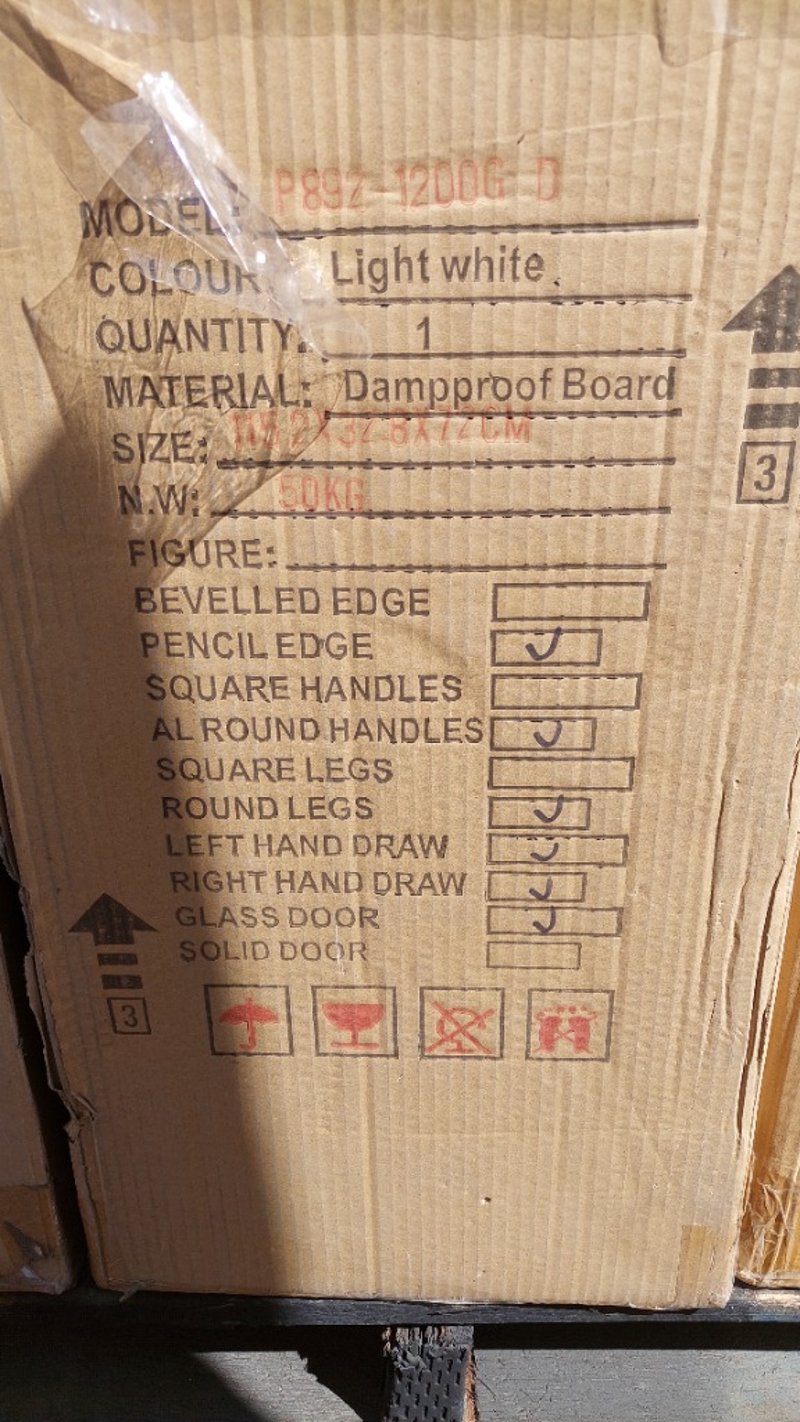 MODEL: P892-1200G D
COLOUR: Light white
QUANTITY: 1
MATERIAL: Dampproof Board
SIZE: 115.2X32.8X72CM
N.W: 50KG
FIGURE:
BEVELLED EDGE
PENCIL EDGE
SQUARE HANDLES
AL ROUND HANDLES
SQUARE LEGS
ROUND LEGS
LEFT HAND DRAW
RIGHT HAND DRAW
GLASS DOOR
SOLID DOOR
3
3